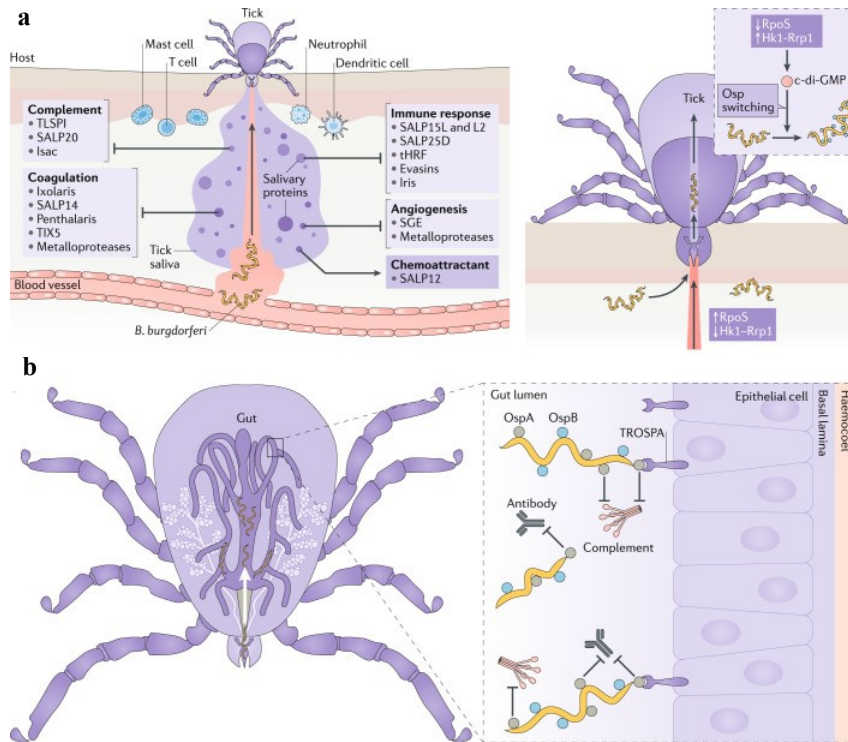 a
Tick
Host
Mast cell
T cell
Neutrophil
Dendritic cell
Complement
• TLSPI
• SALP20
• Isac
Coagulation
• Ixolaris
• SALP14
• Penthalaris
• TIX5
• Metalloproteases
Salivary
proteins
Tick
saliva
Immune response
• SALP15L and L2
• SALP25D
• tHRF
• Evasins
• Iris
Angiogenesis
• SGE
• Metalloproteases
Chemoattractant
• SALP12
Blood vessel
B. burgdorferi
↓RpoS
↑Hk1-Rrp1
c-di-GMP
Osp
switching
Tick
↑RpoS
↓Hk1–Rrp1
b
Gut
Gut lumen
OspA
OspB
TROSPA
Epithelial cell
Basal lamina
Haemocoel
Antibody
Complement